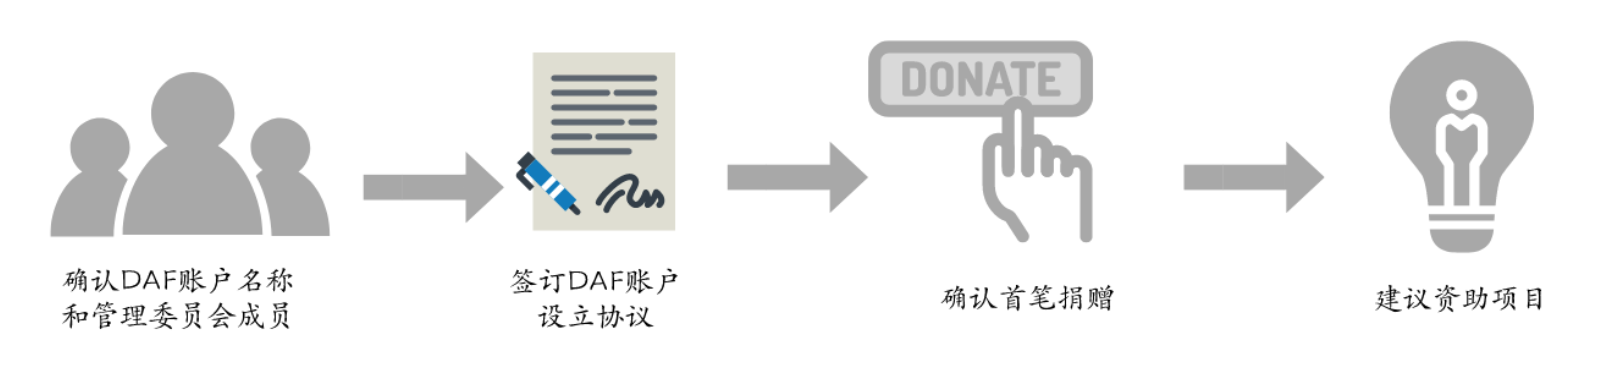 确认DAF账户名称
和管理委员会成员
签订DAF账户
设立协议
DONATE
确认首笔捐赠
建议资助项目